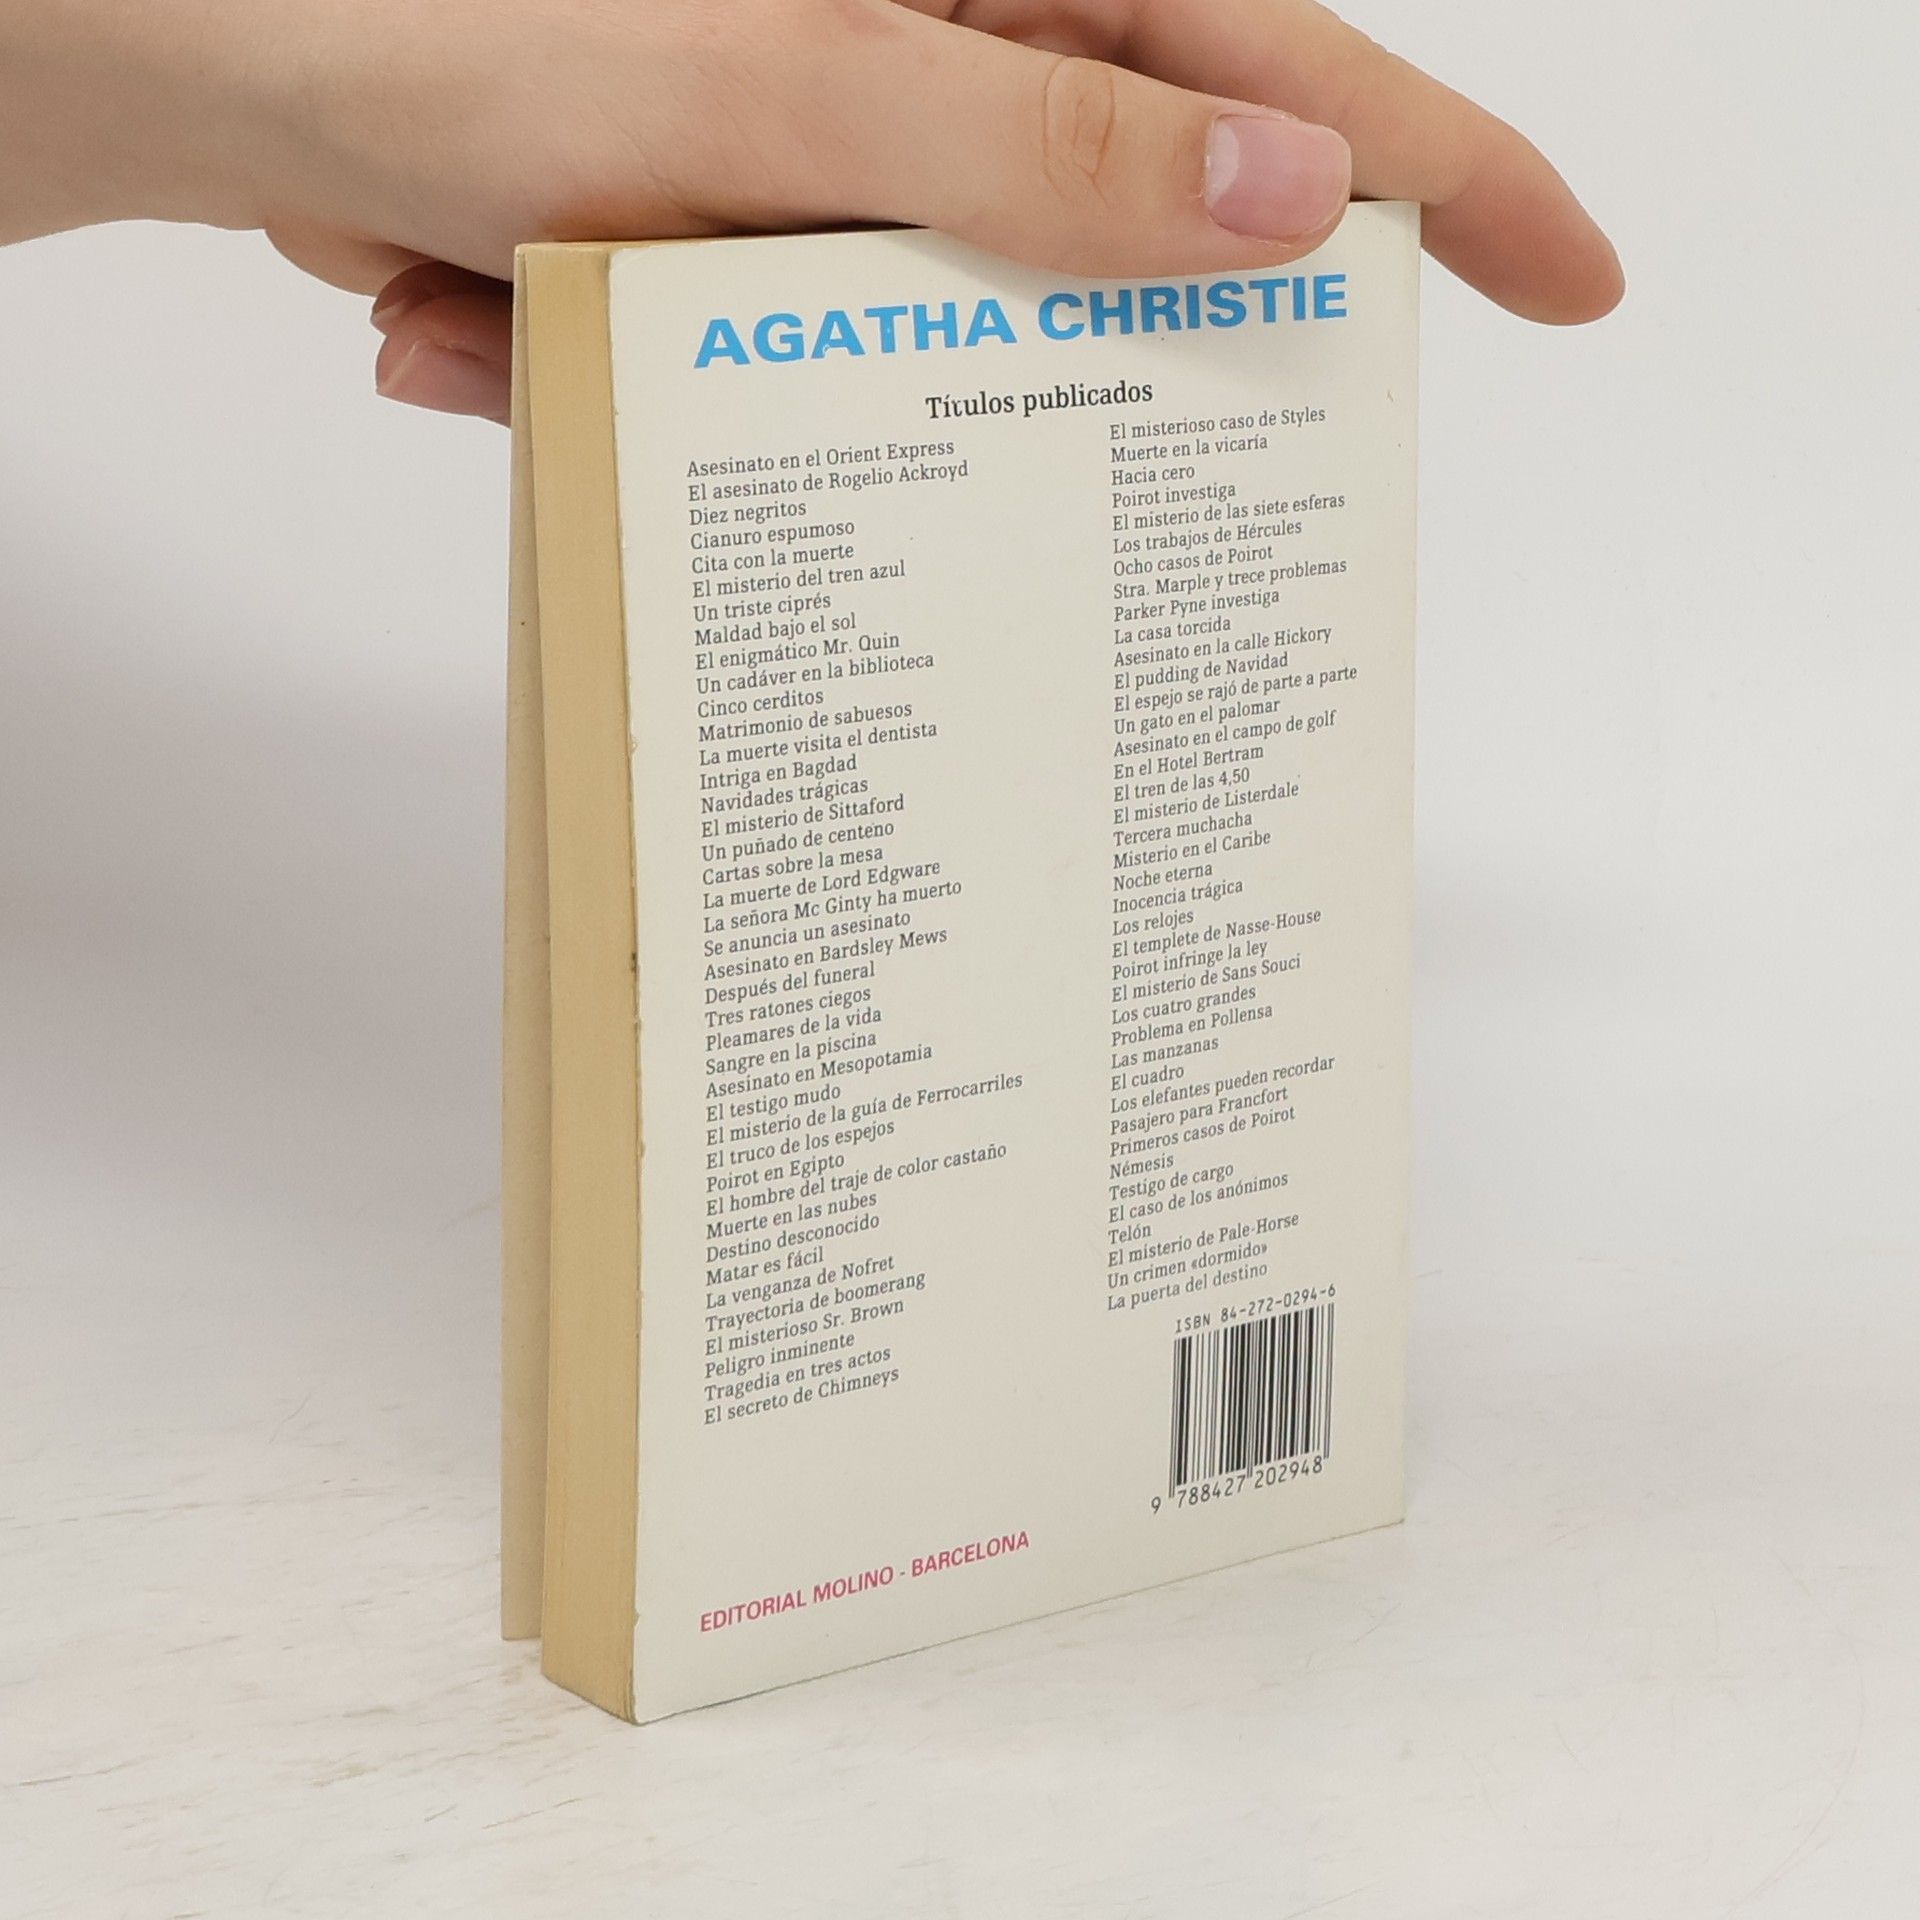 AGATHA CHRISTIE
Títulos publicados
Asesinato en el Orient Express
El asesinato de Rogelio Ackroyd
Diez negritos
Cianuro espumoso
Cita con la muerte
El misterio del tren azul
Un triste ciprés
Maldad bajo el sol
El enigmático Mr. Quin
Un cadáver en la biblioteca
Cinco cerditos
Matrimonio de sabuesos
La muerte visita el dentista
Intriga en Bagdad
Navidades trágicas
El misterio de Sittaford
Un puñado de centeno
Cartas sobre la mesa
La muerte de Lord Edgware
La señora Mc Ginty ha muerto
Se anuncia un asesinato
Asesinato en Bardsley Mews
Después del funeral
Tres ratones ciegos
Pleamares de la vida
Sangre en la piscina
Asesinato en Mesopotamia
El testigo mudo
El misterio de la guía de Ferrocarriles
El truco de los espejos
Poirot en Egipto
El hombre del traje de color castaño
Muerte en las nubes
Destino desconocido
Matar es fácil
La venganza de Nofret
Trayectoria de boomerang
El misterioso Sr. Brown
Peligro inminente
Tragedia en tres actos
El secreto de Chimneys
El misterioso caso de Styles
Muerte en la vicaría
Hacia cero
Poirot investiga
El misterio de las siete esferas
Los trabajos de Hércules
Ocho casos de Poirot
Stra. Marple y trece problemas
Parker Pyne investiga
La casa torcida
Asesinato en la calle Hickory
El pudding de Navidad
El espejo se rajó de parte a parte
Un gato en el palomar
Asesinato en el campo de golf
En el Hotel Bertram
El tren de las 4,50
El misterio de Listerdale
Tercera muchacha
Misterio en el Caribe
Noche eterna
Inocencia trágica
Los relojes
El templete de Nasse-House
Poirot infringe la ley
El misterio de Sans Souci
Los cuatro grandes
Problema en Pollensa
Las manzanas
El cuadro
Los elefantes pueden recordar
Pasajero para Francfort
Primeros casos de Poirot
Némesis
Testigo de cargo
El caso de los anónimos
Telón
El misterio de Pale-Horse
Un crimen «dormido»
La puerta del destino
ISBN 84-272-0294-6
9 788427 202948
EDITORIAL MOLINO - BARCELONA